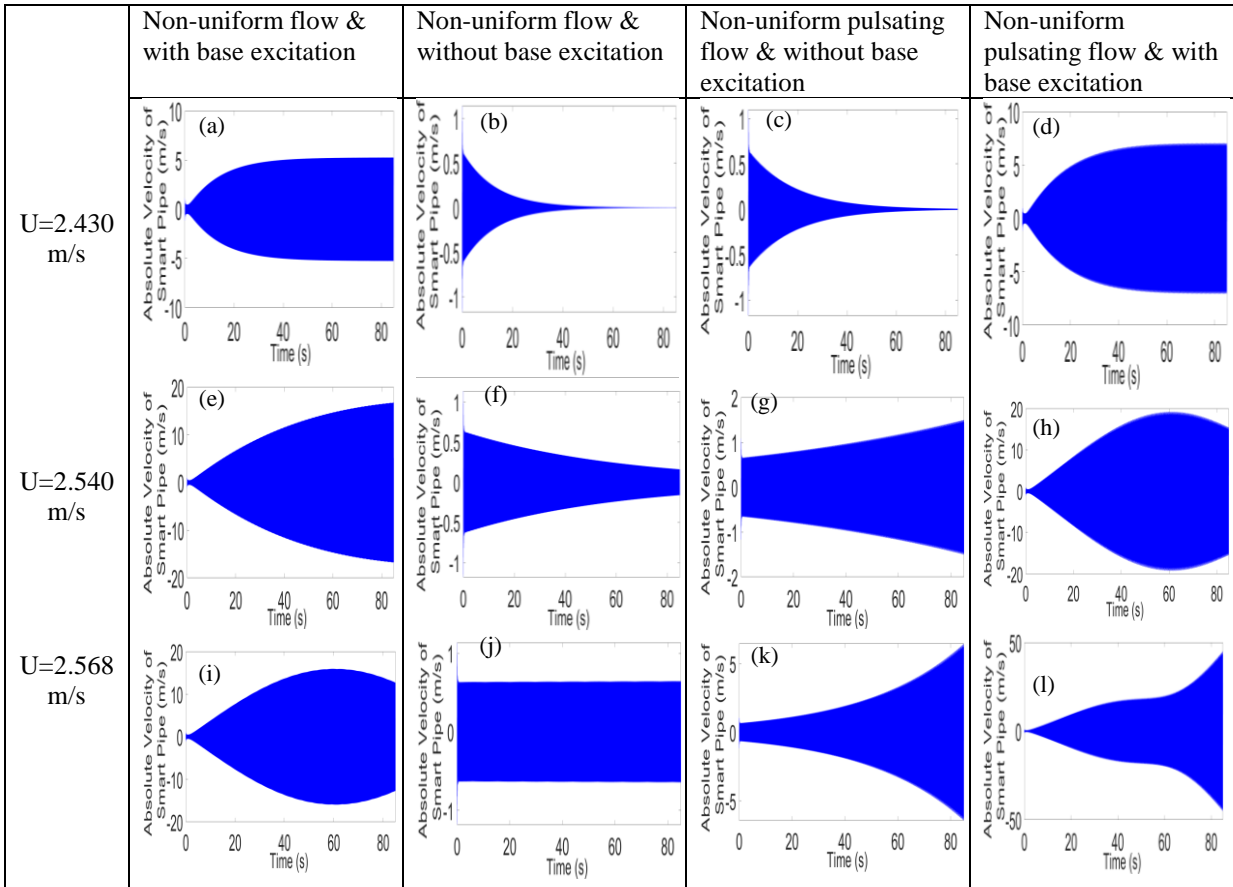 Non-uniform flow &
with base excitation
Non-uniform flow &
without base excitation
Non-uniform pulsating
flow & without base
excitation
Non-uniform
pulsating flow & with
base excitation
U=2.430
m/s
(a)
Absolute Velocity of
Smart Pipe (m/s)
10
5
0
-5
-10
0 20 40 60 80
Time (s)
(b)
Absolute Velocity of
Smart Pipe (m/s)
1
0.5
0
-0.5
-1
0 20 40 60 80
Time (s)
(c)
Absolute Velocity of
Smart Pipe (m/s)
1
0.5
0
-0.5
-1
0 20 40 60 80
Time (s)
(d)
Absolute Velocity of
Smart Pipe (m/s)
10
5
0
-5
-10
0 20 40 60 80
Time (s)
U=2.540
m/s
(e)
Absolute Velocity of
Smart Pipe (m/s)
20
10
0
-10
-20
0 20 40 60 80
Time (s)
(f)
Absolute Velocity of
Smart Pipe (m/s)
1
0.5
0
-0.5
-1
0 20 40 60 80
Time (s)
(g)
Absolute Velocity of
Smart Pipe (m/s)
2
1
0
-1
-2
0 20 40 60 80
Time (s)
(h)
Absolute Velocity of
Smart Pipe (m/s)
20
10
0
-10
-20
0 20 40 60 80
Time (s)
U=2.568
m/s
(i)
Absolute Velocity of
Smart Pipe (m/s)
20
10
0
-10
-20
0 20 40 60 80
Time (s)
(j)
Absolute Velocity of
Smart Pipe (m/s)
1
0
-1
0 20 40 60 80
Time (s)
(k)
Absolute Velocity of
Smart Pipe (m/s)
5
0
-5
0 20 40 60 80
Time (s)
(l)
Absolute Velocity of
Smart Pipe (m/s)
50
0
-50
0 20 40 60 80
Time (s)